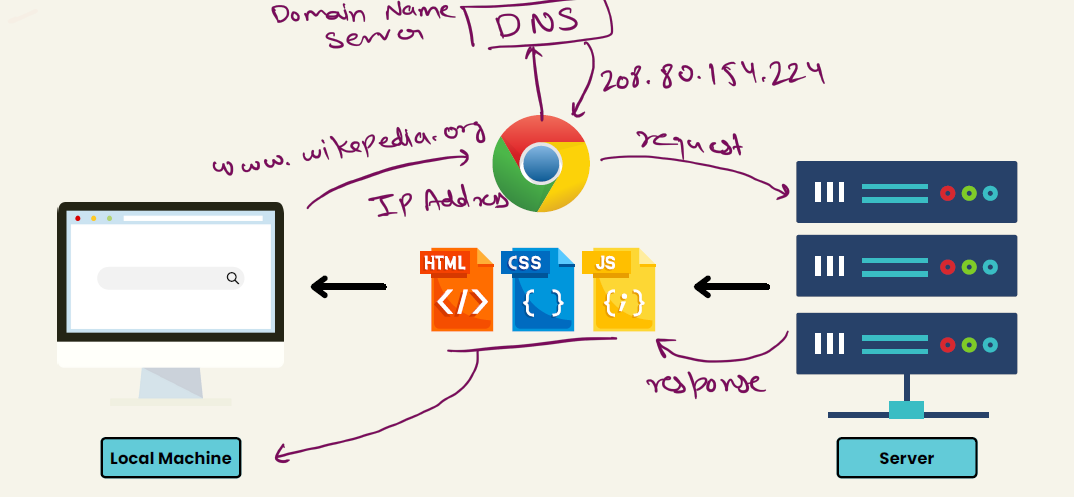 Domain Name
Server
DNS
208.80.154.224
www.wikepedia.org
request
IP Address
HTML
CSS
JS
</>
{ }
{;}
response
Local Machine
Server